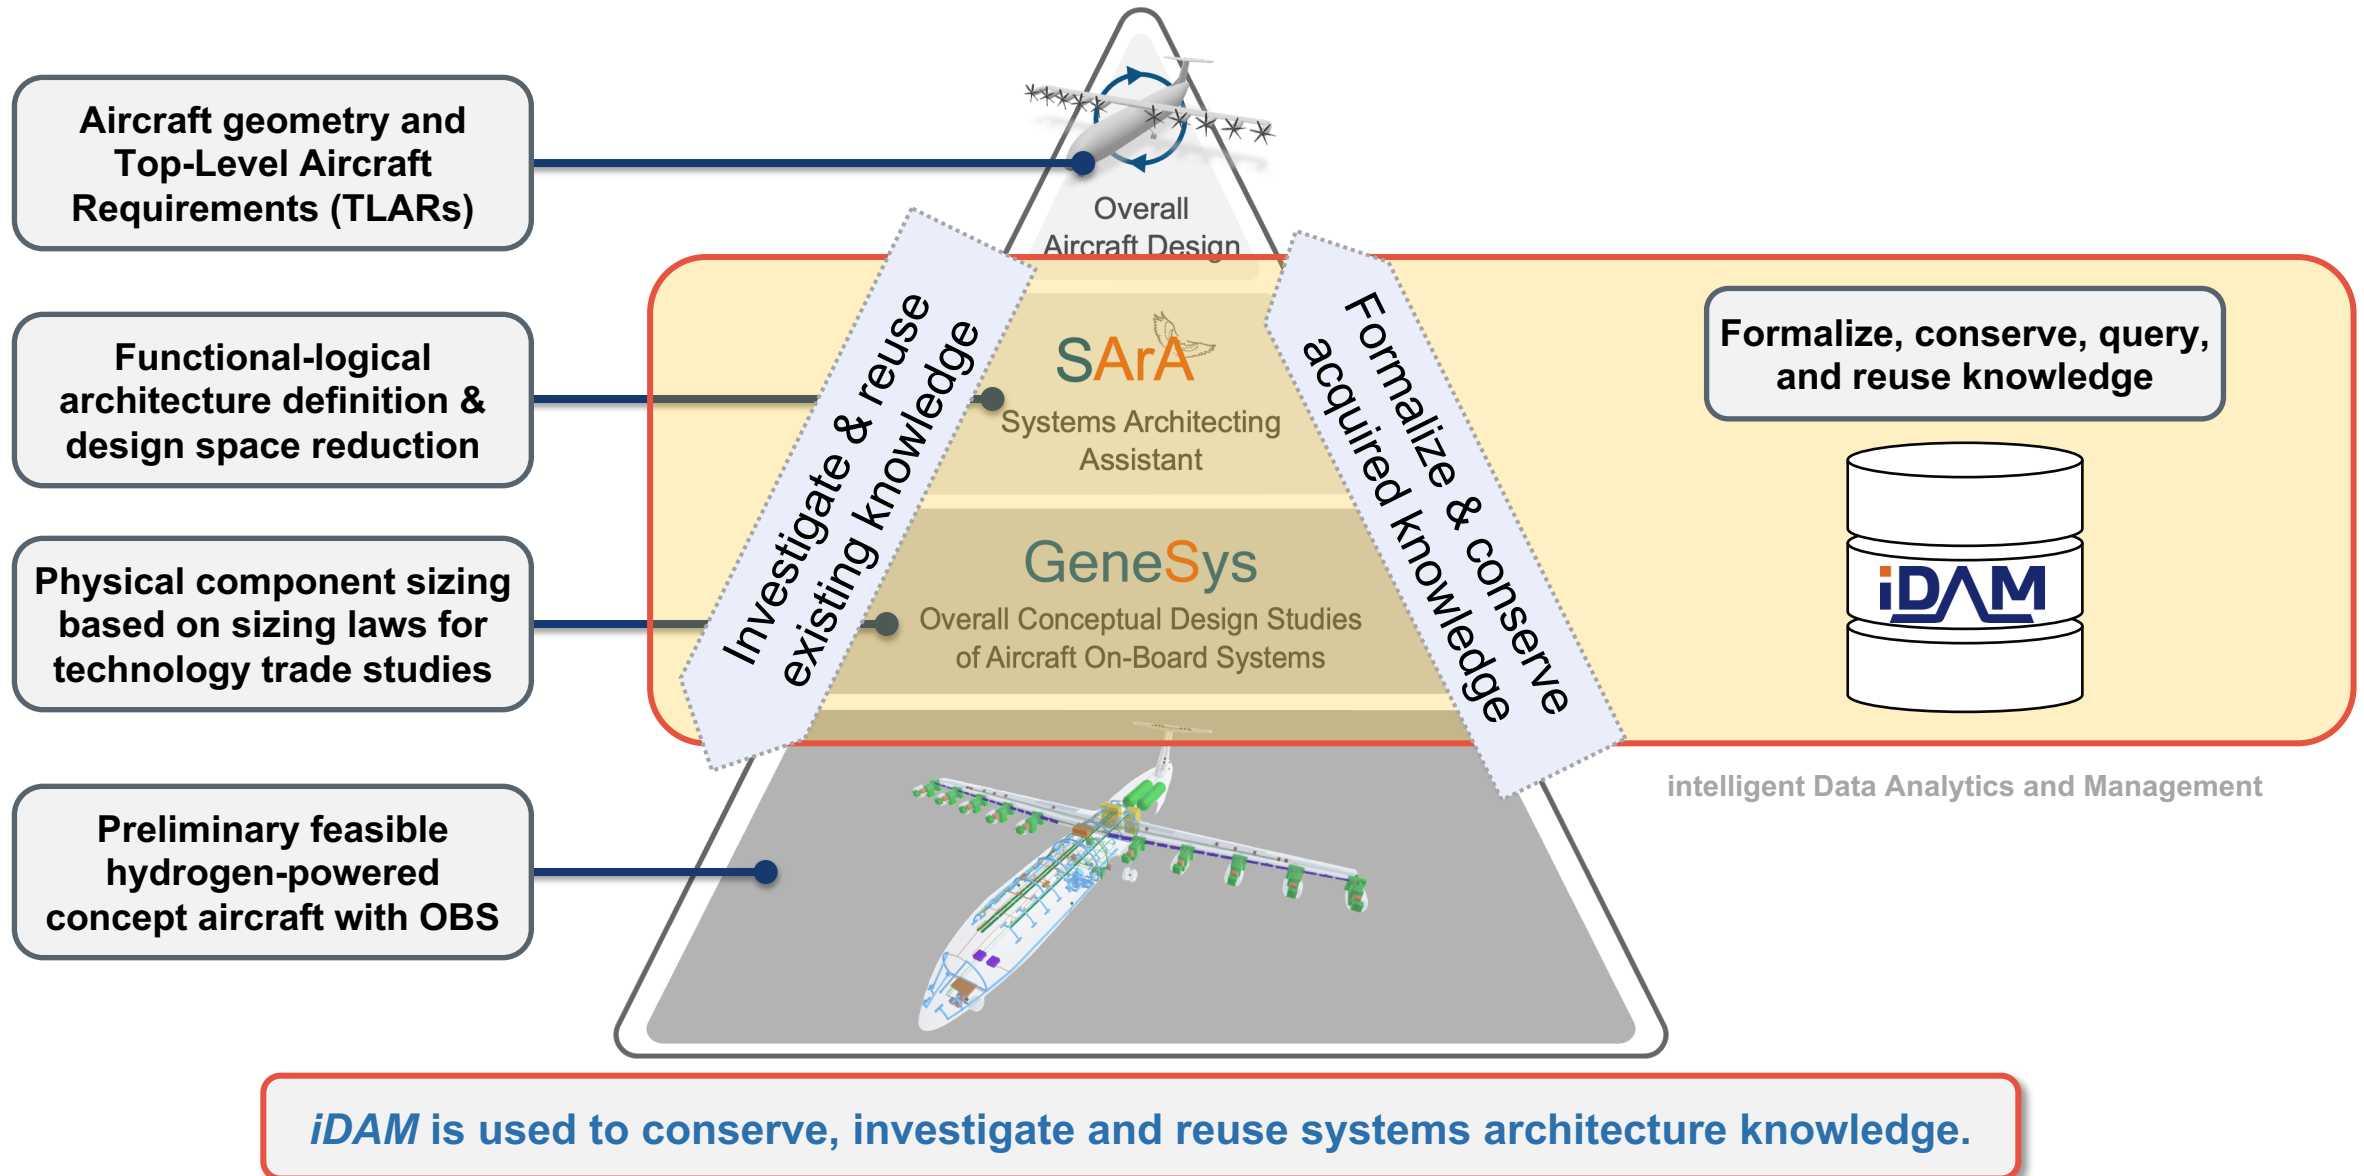 Aircraft geometry and
Top-Level Aircraft
Requirements (TLARs)
Functional-logical
architecture definition &
design space reduction
Physical component sizing
based on sizing laws for
technology trade studies
Preliminary feasible
hydrogen-powered
concept aircraft with OBS
Overall
Aircraft Design
Investigate & reuse
existing knowledge
SArA
Systems Architecting
Assistant
GeneSys
Overall Conceptual Design Studies
of Aircraft On-Board Systems
Formalize & conserve
acquired knowledge
Formalize, conserve, query,
and reuse knowledge
iDAM
intelligent Data Analytics and Management
iDAM is used to conserve, investigate and reuse systems architecture knowledge.